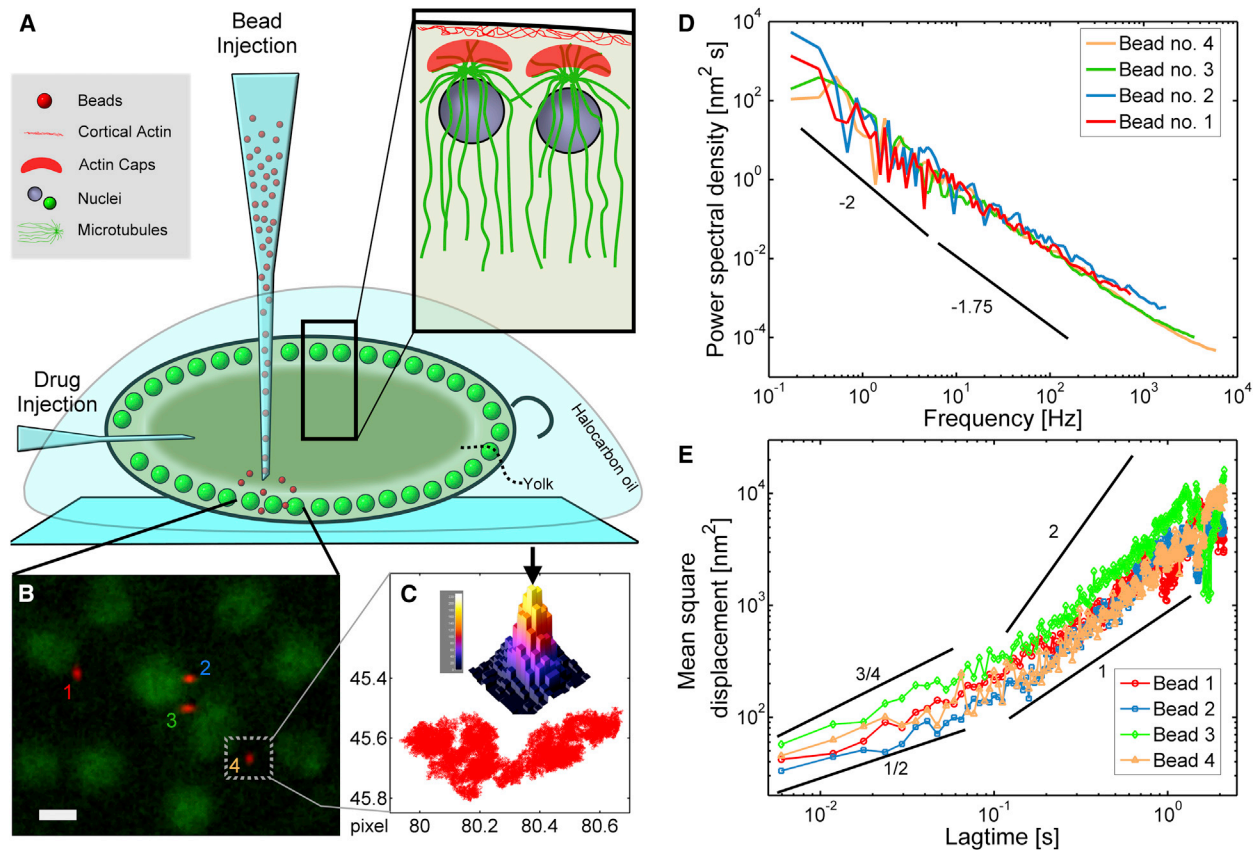 A
Bead
Injection
Beads
Cortical Actin
Actin Caps
Nuclei
Microtubules
Drug
Injection
Halocarbon oil
Yolk
B
1
2
3
4
C
45.4
45.6
45.8
pixel 80 80.2 80.4 80.6
D
Power spectral density [nm² s]
10⁴
10²
10⁰
10⁻²
10⁻⁴
Bead no. 4
Bead no. 3
Bead no. 2
Bead no. 1
-2
-1.75
10⁻¹ 10⁰ 10¹ 10² 10³ 10⁴
Frequency [Hz]
E
Mean square
displacement [nm²]
10⁴
10³
10²
2
3/4
1
1/2
Bead 1
Bead 2
Bead 3
Bead 4
10⁻² 10⁻¹ 10⁰
Lagtime [s]